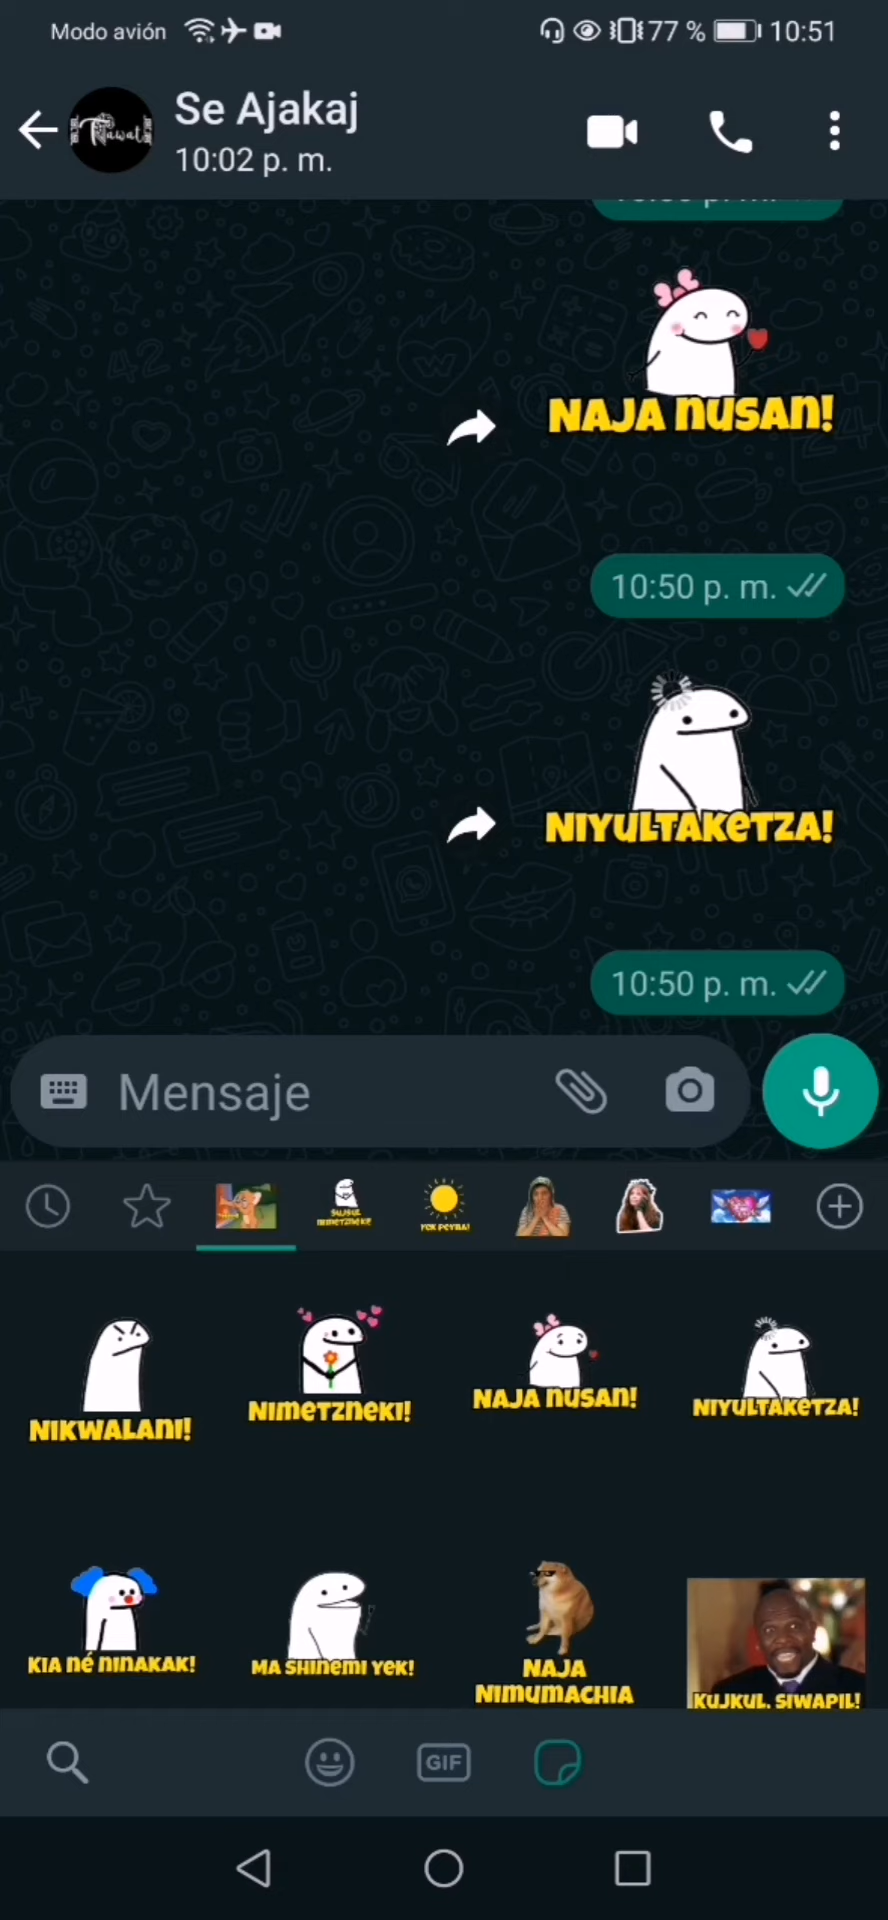 Modo avión 77 % 10:51
Se Ajakaj
10:02 p. m.
NAJA nusan!
10:50 p. m.
NIYULTAKETZA!
10:50 p. m.
Mensaje
NIKWALANI!
NIMETZNEKI!
NAJA nusan!
NIYULTAKETZA!
KIA né NINAKAK!
MA SHINEMI YEK!
NAJA
NIMUMACHIA
KUJKUL, SIWAPIL!
GIF